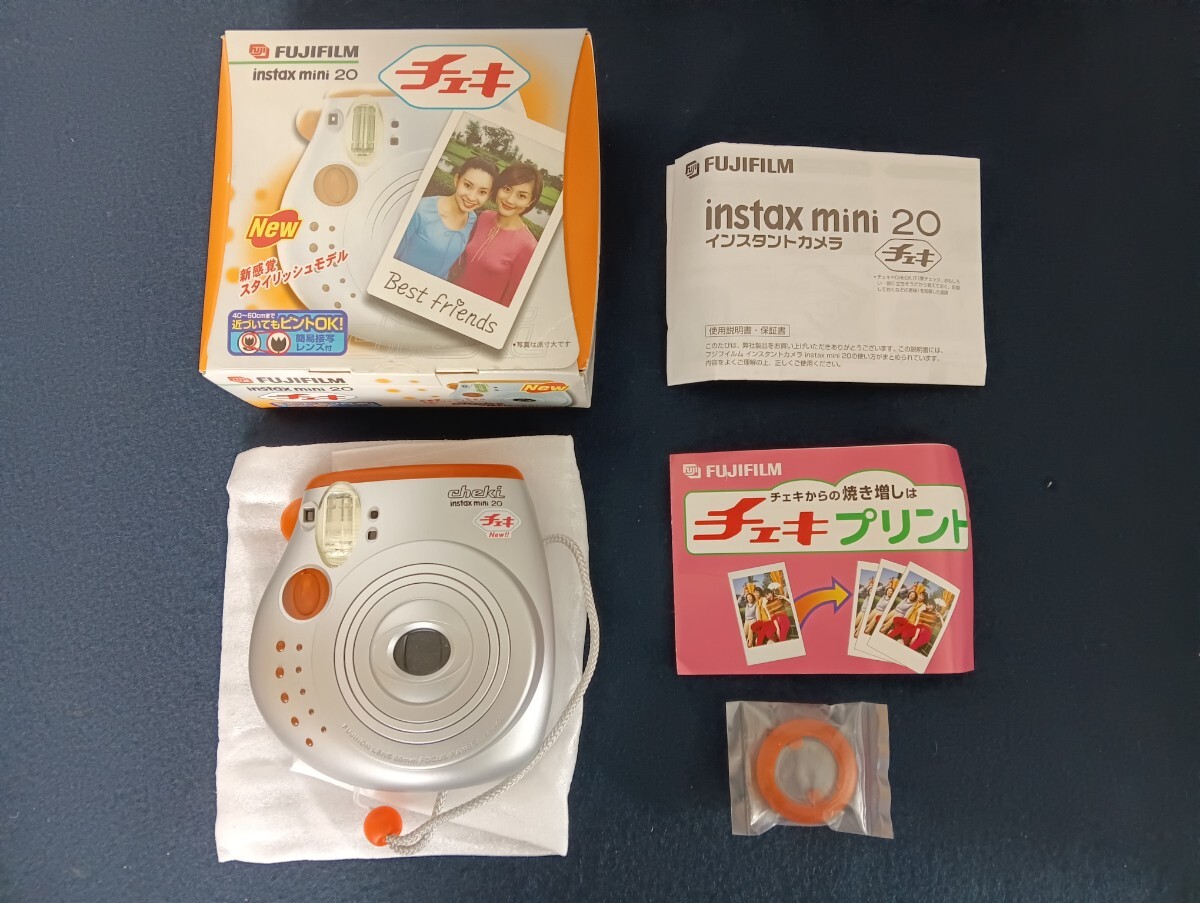 FUJIFILM
instax mini 20
チェキ
New
新感覚
スタイリッシュモデル
40～60cmまで
近づいてもピントOK!
簡易接写
レンズ付
Best friends
•写真は原寸大です
FUJIFILM
instax mini 20
チェキ
New
FUJIFILM
instax mini 20
インスタントカメラ
チェキ
使用説明書・保証書
このたびは、弊社製品をお買い上げいただきありがとうございます。この説明書には、
フジフイルム インスタントカメラ instax mini 20の使い方がまとめられています。
内容をよくご理解の上、正しくご使用ください。
cheki
instax mini 20
チェキ
New!!
FUJIFILM
チェキからの焼き増しは
チェキプリント